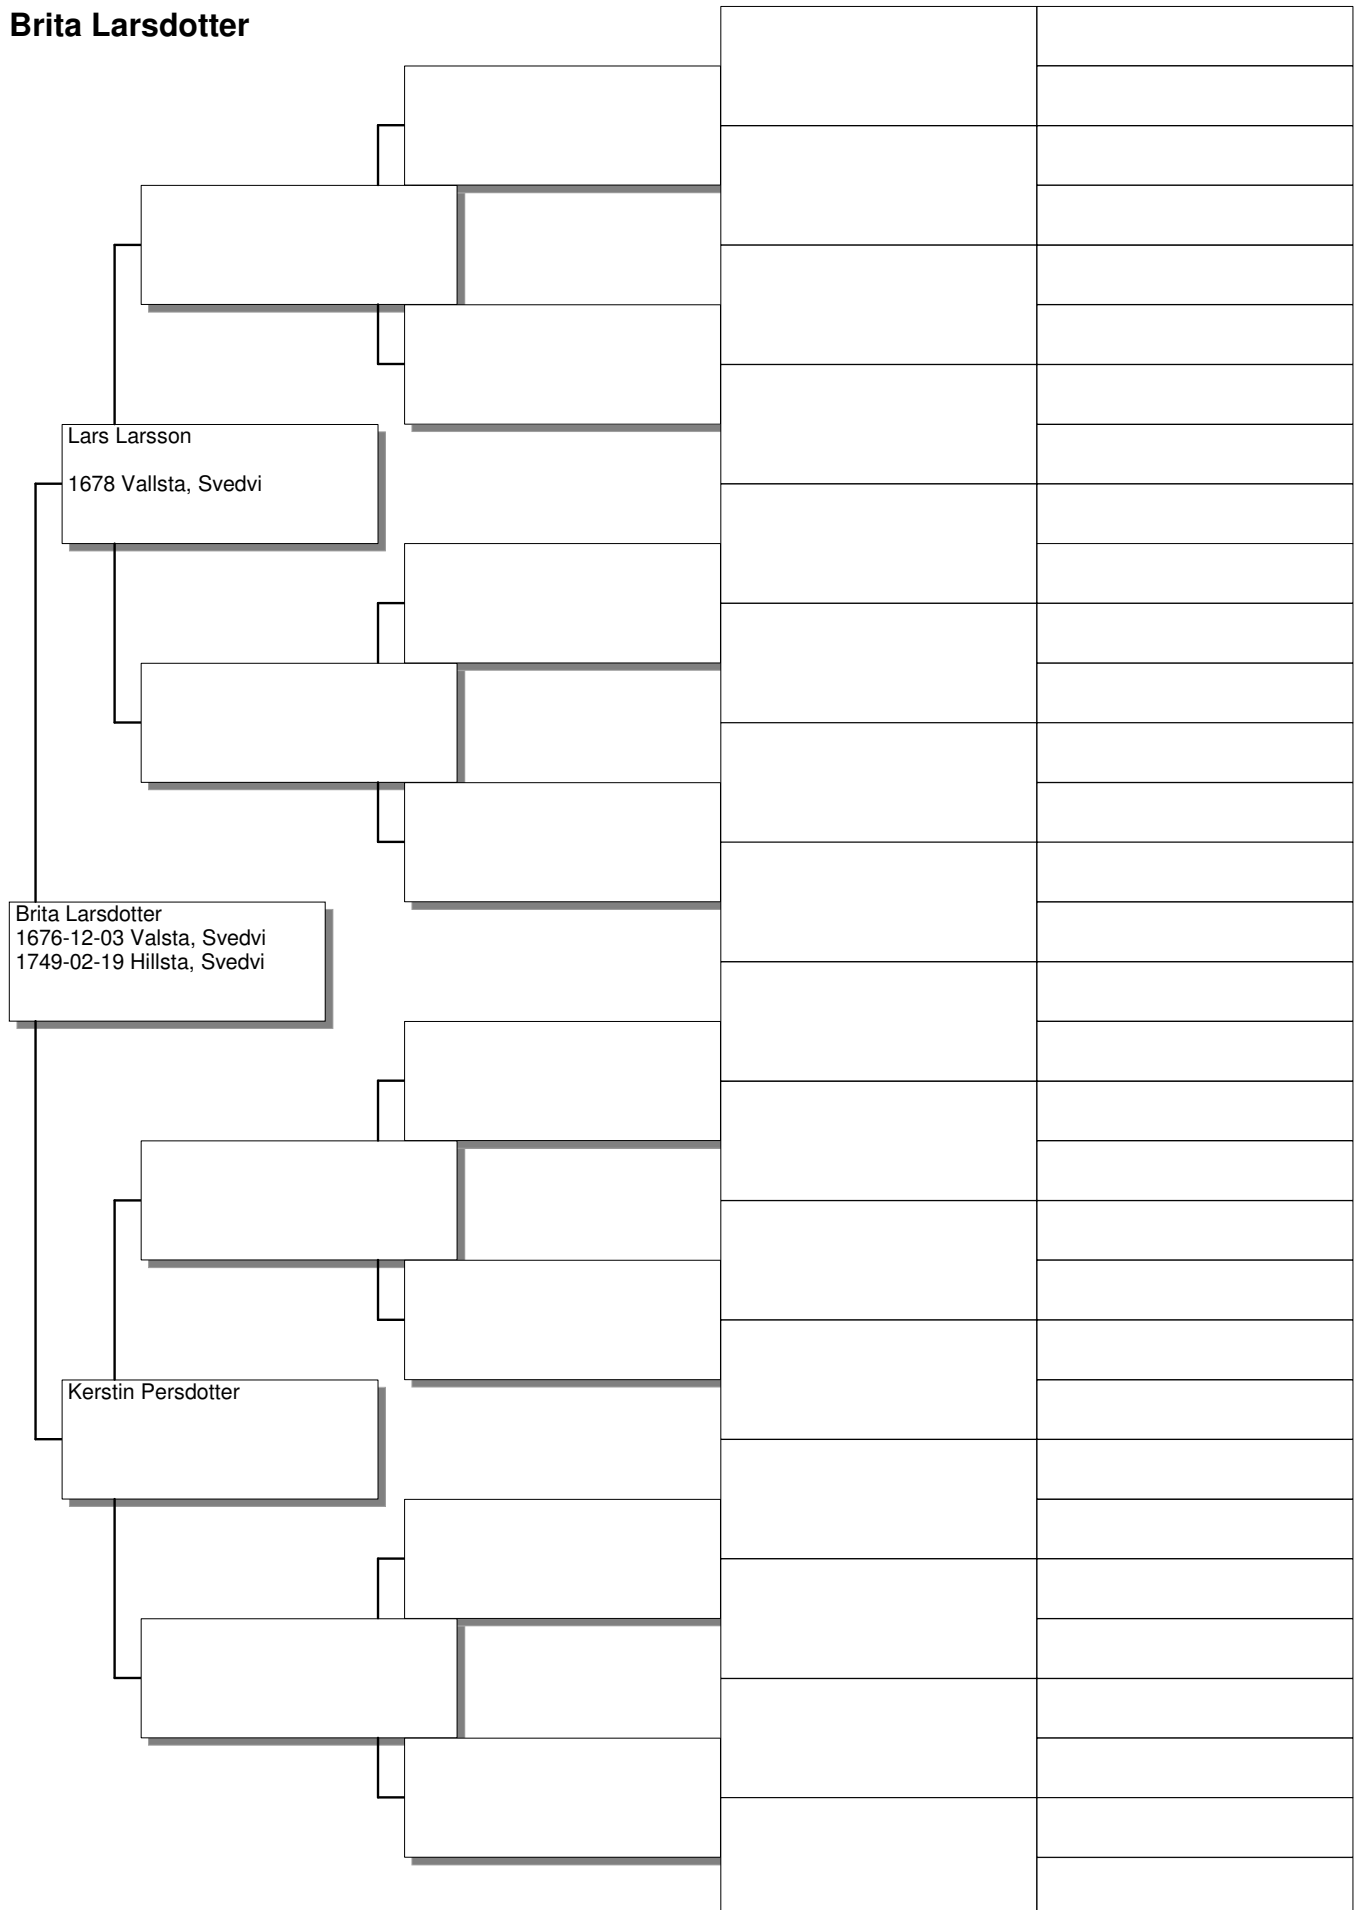 Brita Larsdotter
Lars Larsson
1678 Vallsta, Svedvi
Brita Larsdotter
1676-12-03 Valsta, Svedvi
1749-02-19 Hillsta, Svedvi
Kerstin Persdotter